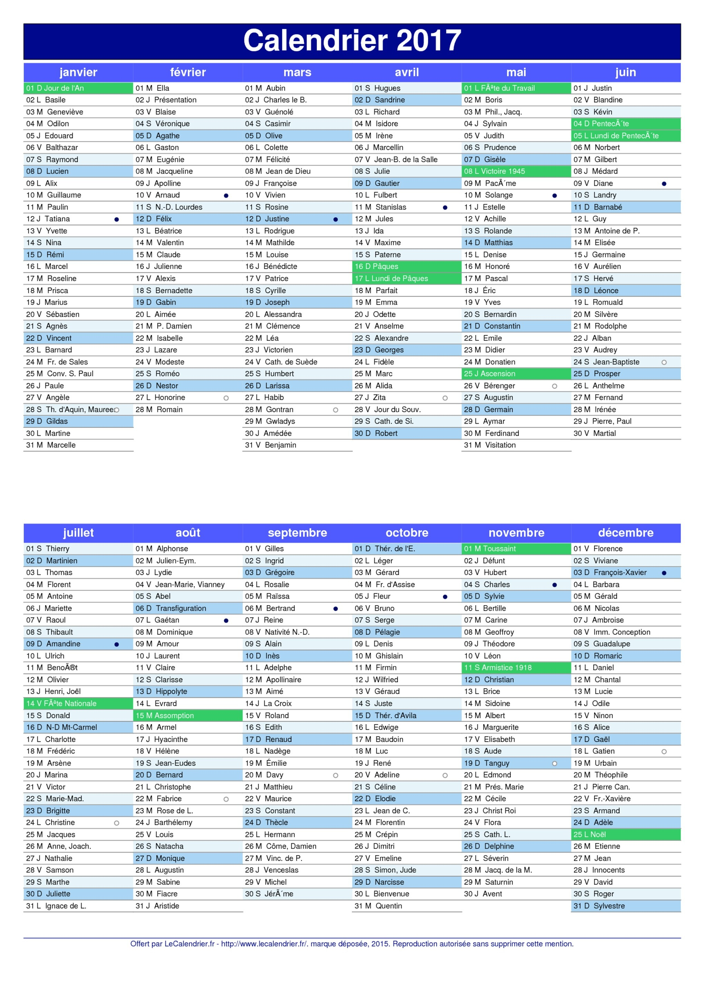 Calendrier 2017
janvier février mars avril mai juin
01 D Jour de l'An 01 M Ella 01 M Aubin 01 S Hugues 01 L FÃªte du Travail 01 J Justin
02 L Basile 02 J Présentation 02 J Charles le B. 02 D Sandrine 02 M Boris 02 V Blandine
03 M Geneviève 03 V Blaise 03 V Guénolé 03 L Richard 03 M Phil., Jacq. 03 S Kévin
04 M Odilon 04 S Véronique 04 S Casimir 04 M Isidore 04 J Sylvain 04 D PentecÃ´te
05 J Edouard 05 D Agathe 05 D Olive 05 M Irène 05 V Judith 05 L Lundi de PentecÃ´te
06 V Balthazar 06 L Gaston 06 L Colette 06 J Marcellin 06 S Prudence 06 M Norbert
07 S Raymond 07 M Eugénie 07 M Félicité 07 V Jean-B. de la Salle 07 D Gisèle 07 M Gilbert
08 D Lucien 08 M Jacqueline 08 M Jean de Dieu 08 S Julie 08 L Victoire 1945 08 J Médard
09 L Alix 09 J Apolline 09 J Françoise 09 D Gautier 09 M PacÃ´me 09 V Diane
10 M Guillaume 10 V Arnaud 10 V Vivien 10 L Fulbert 10 M Solange 10 S Landry
11 M Paulin 11 S N.-D. Lourdes 11 S Rosine 11 M Stanislas 11 J Estelle 11 D Barnabé
12 J Tatiana 12 D Félix 12 D Justine 12 M Jules 12 V Achille 12 L Guy
13 V Yvette 13 L Béatrice 13 L Rodrigue 13 J Ida 13 S Rolande 13 M Antoine de P.
14 S Nina 14 M Valentin 14 M Mathilde 14 V Maxime 14 D Matthias 14 M Elisée
15 D Rémi 15 M Claude 15 M Louise 15 S Paterne 15 L Denise 15 J Germaine
16 L Marcel 16 J Julienne 16 J Bénédicte 16 D Pâques 16 M Honoré 16 V Aurélien
17 M Roseline 17 V Alexis 17 V Patrice 17 L Lundi de Pâques 17 M Pascal 17 S Hervé
18 M Prisca 18 S Bernadette 18 S Cyrille 18 M Parfait 18 J Éric 18 D Léonce
19 J Marius 19 D Gabin 19 D Joseph 19 M Emma 19 V Yves 19 L Romuald
20 V Sébastien 20 L Aimée 20 L Alessandra 20 J Odette 20 S Bernardin 20 M Silvère
21 S Agnès 21 M P. Damien 21 M Clémence 21 V Anselme 21 D Constantin 21 M Rodolphe
22 D Vincent 22 M Isabelle 22 M Léa 22 S Alexandre 22 L Emile 22 J Alban
23 L Barnard 23 J Lazare 23 J Victorien 23 D Georges 23 M Didier 23 V Audrey
24 M Fr. de Sales 24 V Modeste 24 V Cath. de Suède 24 L Fidèle 24 M Donatien 24 S Jean-Baptiste
25 M Conv. S. Paul 25 S Roméo 25 S Humbert 25 M Marc 25 J Ascension 25 D Prosper
26 J Paule 26 D Nestor 26 D Larissa 26 M Alida 26 V Bérenger 26 L Anthelme
27 V Angèle 27 L Honorine 27 L Habib 27 J Zita 27 S Augustin 27 M Fernand
28 S Th. d'Aquin, 28 M Romain 28 M Gontran 28 V Jour du Souv. 28 D Germain 28 M Irénée
29 D Gildas 29 M Gwladys 29 S Cath. de Si. 29 L Aymar 29 J Pierre, Paul
30 L Martine 30 J Amédée 30 D Robert 30 M Ferdinand 30 V Martial
31 M Marcelle 31 V Benjamin 31 M Visitation
juillet août septembre octobre novembre décembre
01 S Thierry 01 M Alphonse 01 V Gilles 01 D Thér. de l'E. 01 M Toussaint 01 V Florence
02 D Martinien 02 M Julien-Eym. 02 S Ingrid 02 L Léger 02 J Défunt 02 S Viviane
03 L Thomas 03 J Lydie 03 D Grégoire 03 M Gérard 03 V Hubert 03 D François-Xavier
04 M Florent 04 V Jean-Marie, Vianney 04 L Rosalie 04 M Fr. d'Assise 04 S Charles 04 L Barbara
05 M Antoine 05 S Abel 05 M Raïssa 05 J Fleur 05 D Sylvie 05 M Gérald
06 J Mariette 06 D Transfiguration 06 M Bertrand 06 V Bruno 06 L Bertille 06 M Nicolas
07 V Raoul 07 L Gaétan 07 J Reine 07 S Serge 07 M Carine 07 J Ambroise
08 S Thibault 08 M Dominique 08 V Nativité N.-D. 08 D Pélagie 08 M Geoffroy 08 V Imm. Conception
09 D Amandine 09 M Amour 09 S Alain 09 L Denis 09 J Théodore 09 S Guadalupe
10 L Ulrich 10 J Laurent 10 D Inès 10 M Ghislain 10 V Léon 10 D Romaric
11 M BenoÃ®t 11 V Claire 11 L Adelphe 11 M Firmin 11 S Armistice 1918 11 L Daniel
12 M Olivier 12 S Clarisse 12 M Apollinaire 12 J Wilfried 12 D Christian 12 M Chantal
13 J Henri, Joël 13 D Hippolyte 13 M Aimé 13 V Géraud 13 L Brice 13 M Lucie
14 V FÃªte Nationale 14 L Evrard 14 J La Croix 14 S Juste 14 M Sidoine 14 J Odile
15 S Donald 15 M Assomption 15 V Roland 15 D Thér. d'Avila 15 M Albert 15 V Ninon
16 D N-D Mt-Carmel 16 M Armel 16 S Edith 16 L Edwige 16 J Marguerite 16 S Alice
17 L Charlotte 17 J Hyacinthe 17 D Renaud 17 M Baudoin 17 V Elisabeth 17 D Gaël
18 M Frédéric 18 V Hélène 18 L Nadège 18 M Luc 18 S Aude 18 L Gatien
19 M Arsène 19 S Jean-Eudes 19 M Émilie 19 J René 19 D Tanguy 19 M Urbain
20 J Marina 20 D Bernard 20 M Davy 20 V Adeline 20 L Edmond 20 M Théophile
21 V Victor 21 L Christophe 21 J Matthieu 21 S Céline 21 M Prés. Marie 21 J Pierre Can.
22 S Marie-Mad. 22 M Fabrice 22 V Maurice 22 D Elodie 22 M Cécile 22 V Fr.-Xavière
23 D Brigitte 23 M Rose de L. 23 S Constant 23 L Jean de C. 23 J Christ Roi 23 S Armand
24 L Christine 24 J Barthélemy 24 D Thècle 24 M Florentin 24 V Flora 24 D Adèle
25 M Jacques 25 V Louis 25 L Hermann 25 M Crépin 25 S Cath. L. 25 L Noël
26 M Anne, Joach. 26 S Natacha 26 M Côme, Damien 26 J Dimitri 26 D Delphine 26 M Etienne
27 J Nathalie 27 D Monique 27 M Vinc. de P. 27 V Emeline 27 L Séverin 27 M Jean
28 V Samson 28 L Augustin 28 J Venceslas 28 S Simon, Jude 28 M Jacq. de la M. 28 J Innocents
29 S Marthe 29 M Sabine 29 V Michel 29 D Narcisse 29 M Saturnin 29 V David
30 D Juliette 30 M Fiacre 30 S JérÃ´me 30 L Bienvenue 30 J Avent 30 S Roger
31 L Ignace de L. 31 J Aristide 31 M Quentin 31 D Sylvestre
Offert par LeCalendrier.fr - http://www.lecalendrier.fr/. marque déposée, 2015. Reproduction autorisée sans supprimer cette mention.